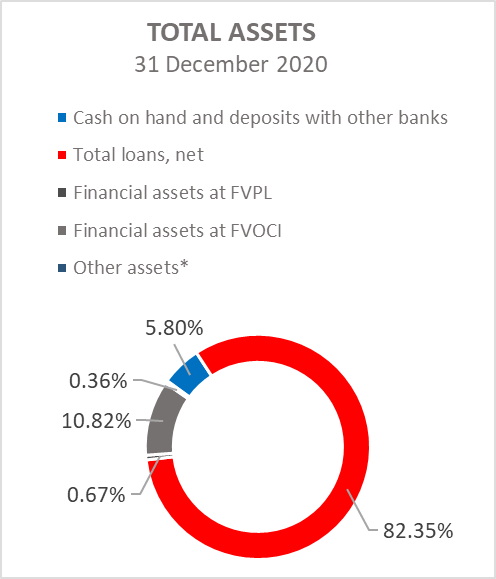 TOTAL ASSETS
31 December 2020
Cash on hand and deposits with other banks
Total loans, net
Financial assets at FVPL
Financial assets at FVOCI
Other assets*
5.80%
0.36%
10.82%
0.67%
82.35%